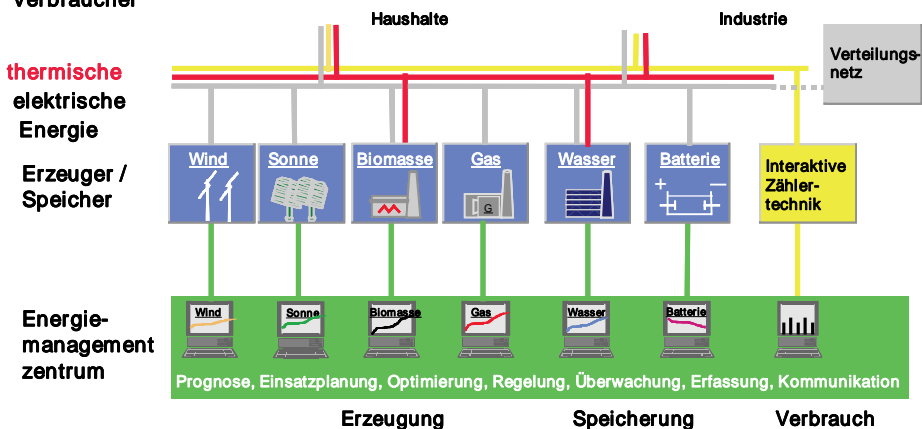 Verbraucher
Haushalte
Industrie
Verteilungs-
netz
thermische
elektrische
Energie
Erzeuger /
Speicher
Wind
Sonne
Biomasse
Gas
G
Wasser
Batterie
+ –
Interaktive
Zähler-
technik
Energie-
management
zentrum
Wind
Sonne
Biomasse
Gas
Wasser
Batterie
Prognose, Einsatzplanung, Optimierung, Regelung, Überwachung, Erfassung, Kommunikation
Erzeugung
Speicherung
Verbrauch